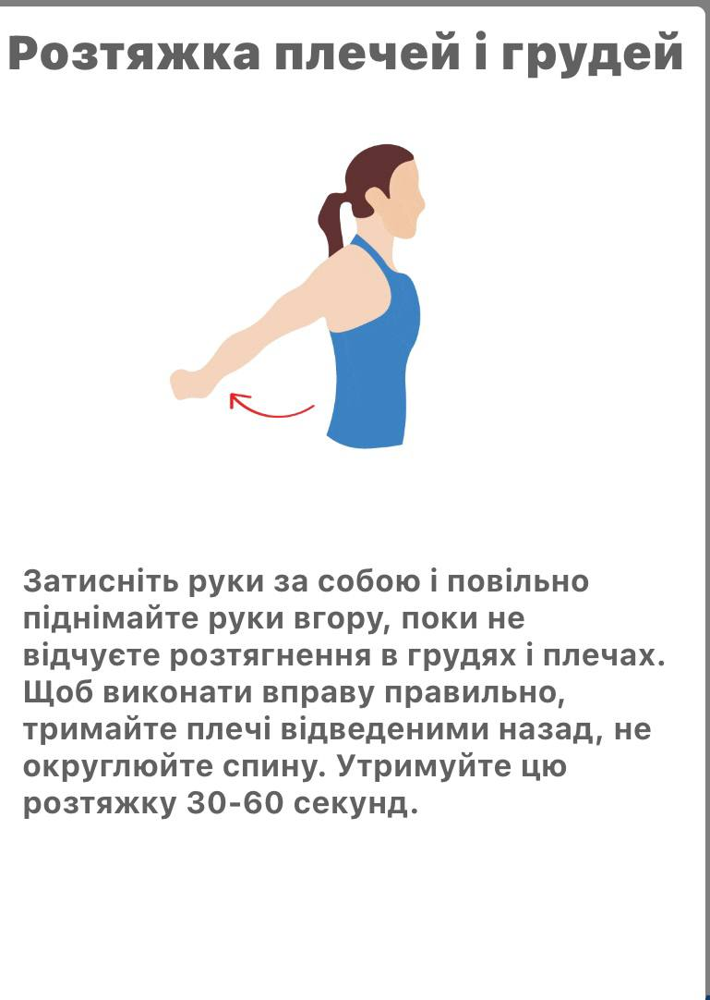 Розтяжка плечей і грудей
Затисніть руки за собою і повільно
піднімайте руки вгору, поки не
відчуєте розтягнення в грудях і плечах.
Щоб виконати вправу правильно,
тримайте плечі відведеними назад, не
округлюйте спину. Утримуйте цю
розтяжку 30-60 секунд.